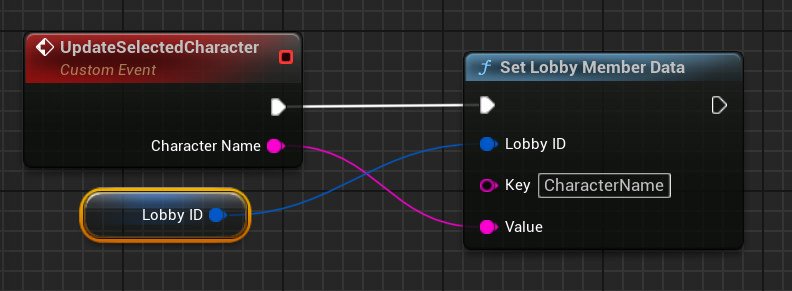 UpdateSelectedCharacter
Custom Event
Character Name
Lobby ID
f Set Lobby Member Data
Lobby ID
Key CharacterName
Value